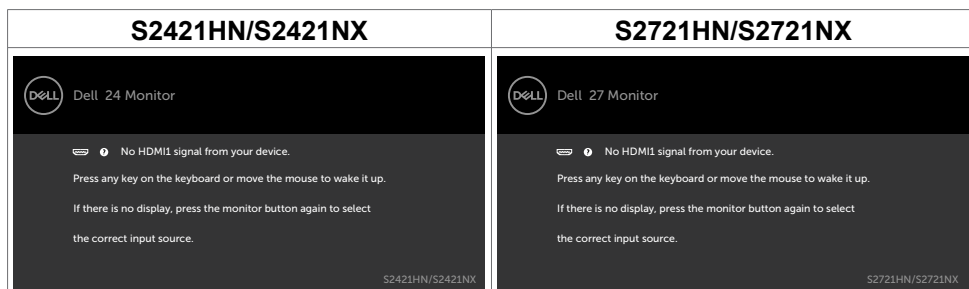 S2421HN/S2421NX
S2721HN/S2721NX
DELL
Dell 24 Monitor
No HDMI1 signal from your device.
Press any key on the keyboard or move the mouse to wake it up.
If there is no display, press the monitor button again to select
the correct input source.
S2421HN/S2421NX
DELL
Dell 27 Monitor
No HDMI1 signal from your device.
Press any key on the keyboard or move the mouse to wake it up.
If there is no display, press the monitor button again to select
the correct input source.
S2721HN/S2721NX